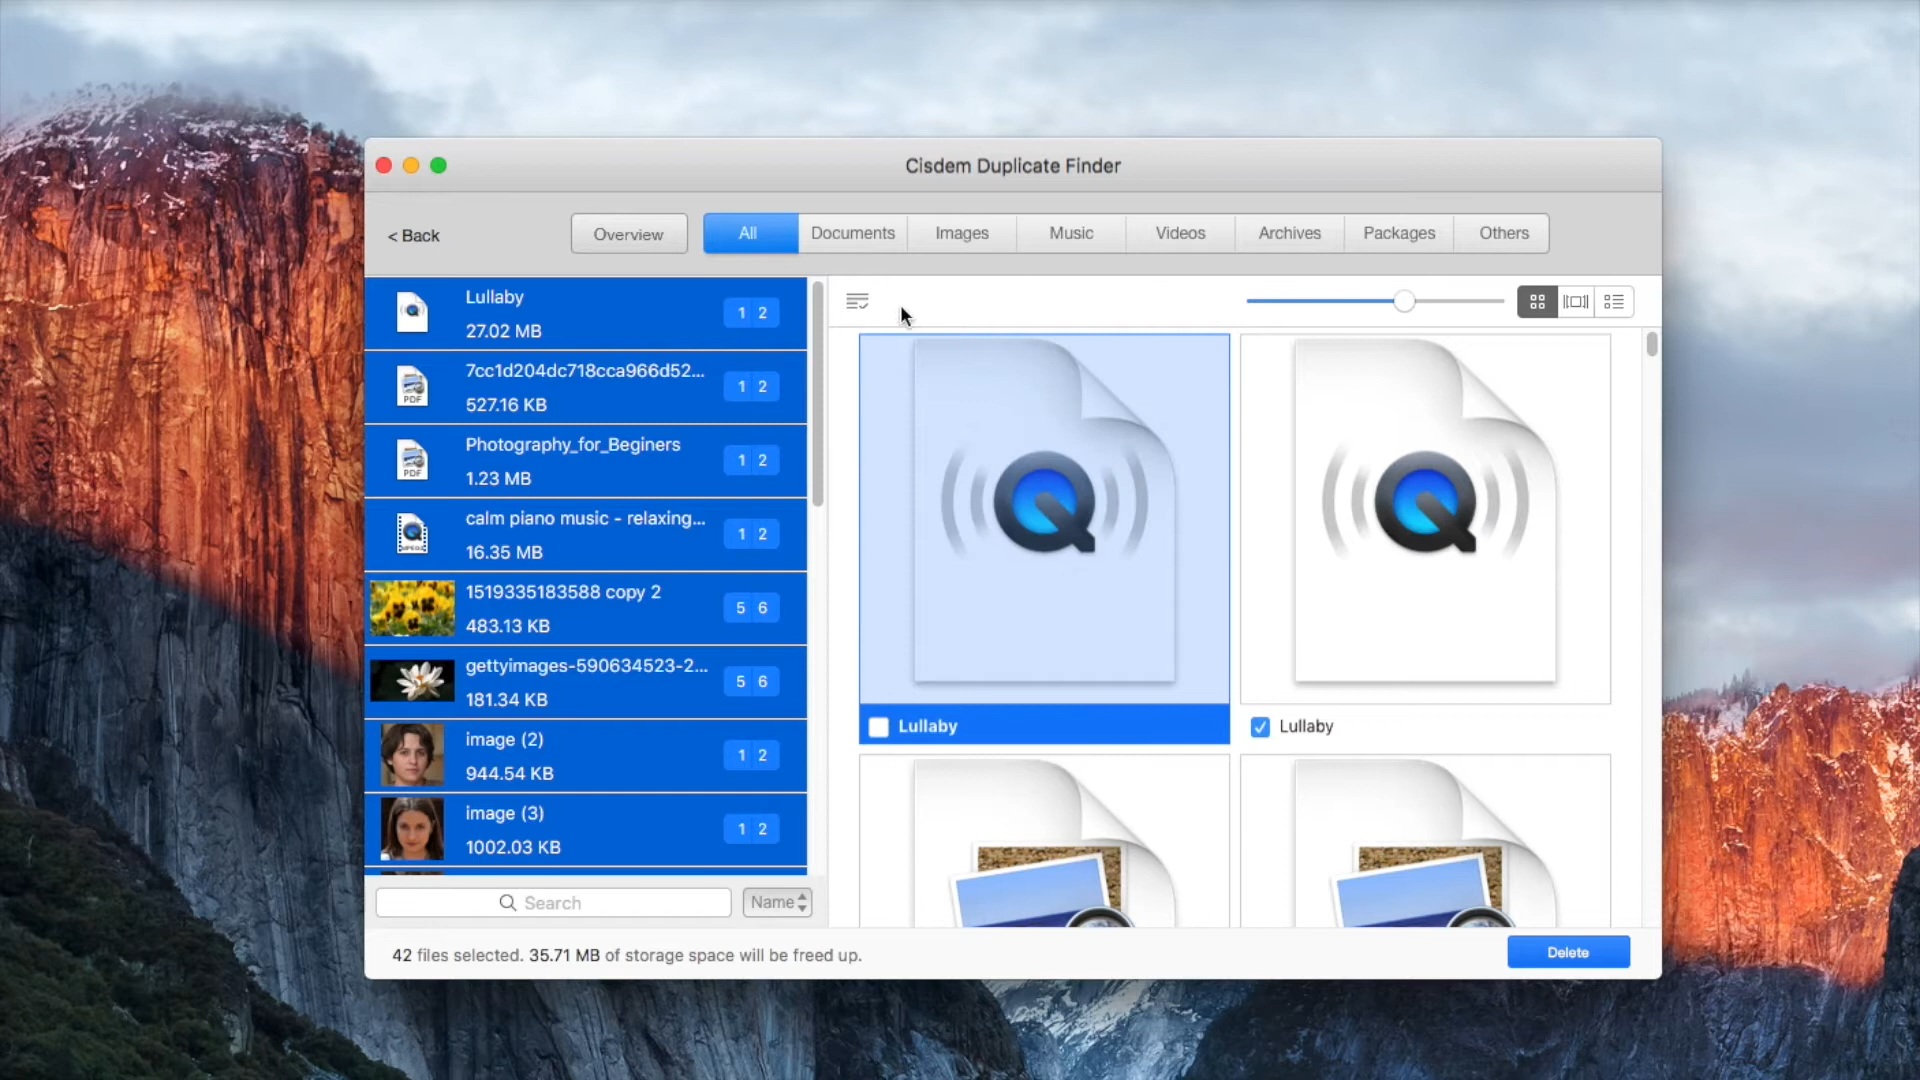 Cisdem Duplicate Finder
< Back
Overview
All
Documents
Images
Music
Videos
Archives
Packages
Others
Lullaby
27.02 MB
1 2
7cc1d204dc718cca966d52...
527.16 KB
1 2
PDF
Photography_for_Beginers
1.23 MB
1 2
PDF
calm piano music - relaxing...
16.35 MB
1 2
1519335183588 copy 2
483.13 KB
5 6
gettyimages-590634523-2...
181.34 KB
5 6
image (2)
944.54 KB
1 2
image (3)
1002.03 KB
1 2
Lullaby
Lullaby
Search
Name
42 files selected. 35.71 MB of storage space will be freed up.
Delete